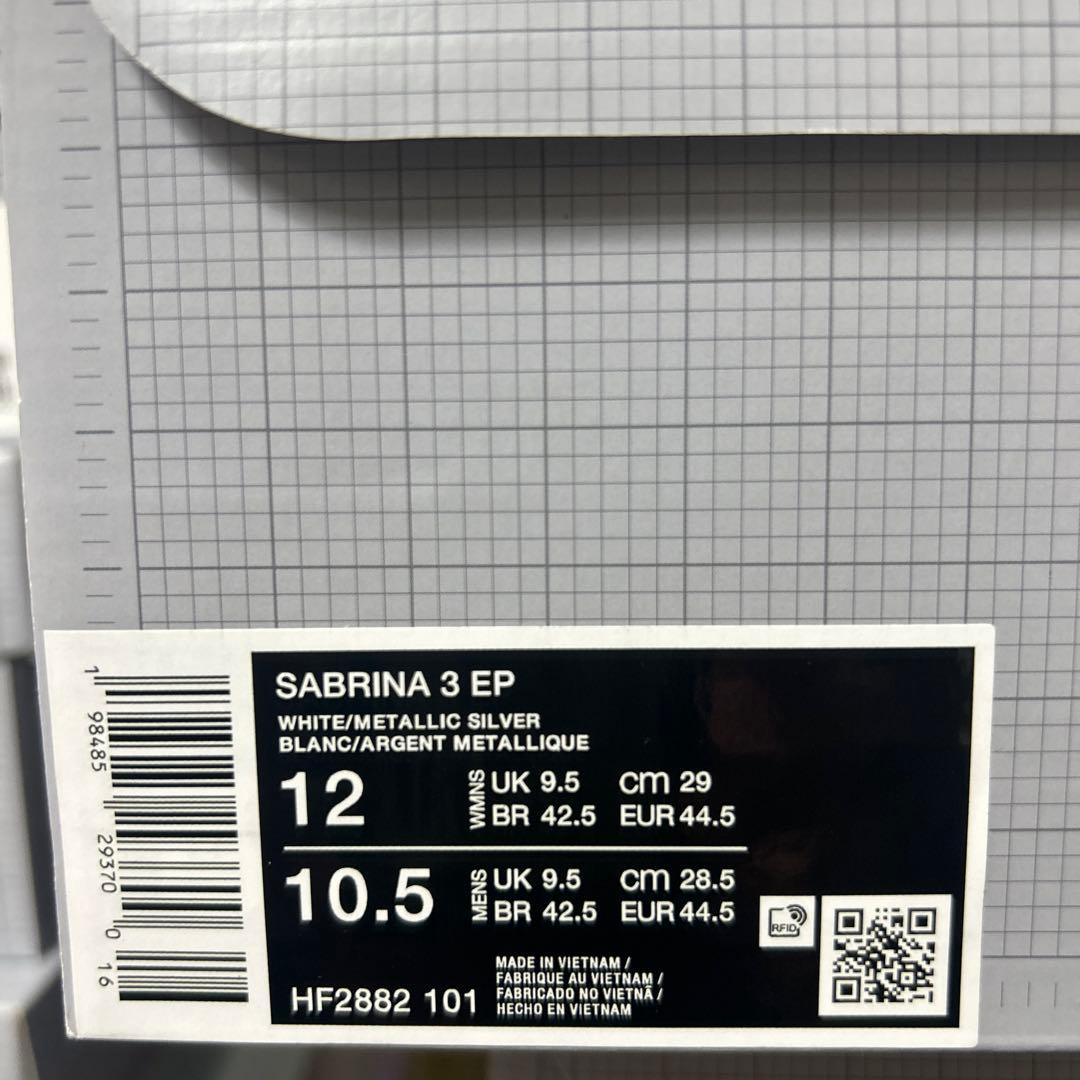 SABRINA 3 EP
WHITE/METALLIC SILVER
BLANC/ARGENT METALLIQUE
12 WMNS UK 9.5 cm 29
BR 42.5 EUR 44.5
10.5 MENS UK 9.5 cm 28.5
BR 42.5 EUR 44.5
RFID
HF2882 101
MADE IN VIETNAM /
FABRIQUE AU VIETNAM /
FABRICADO NO VIETNÃ /
HECHO EN VIETNAM
1 98485 29370 0 16